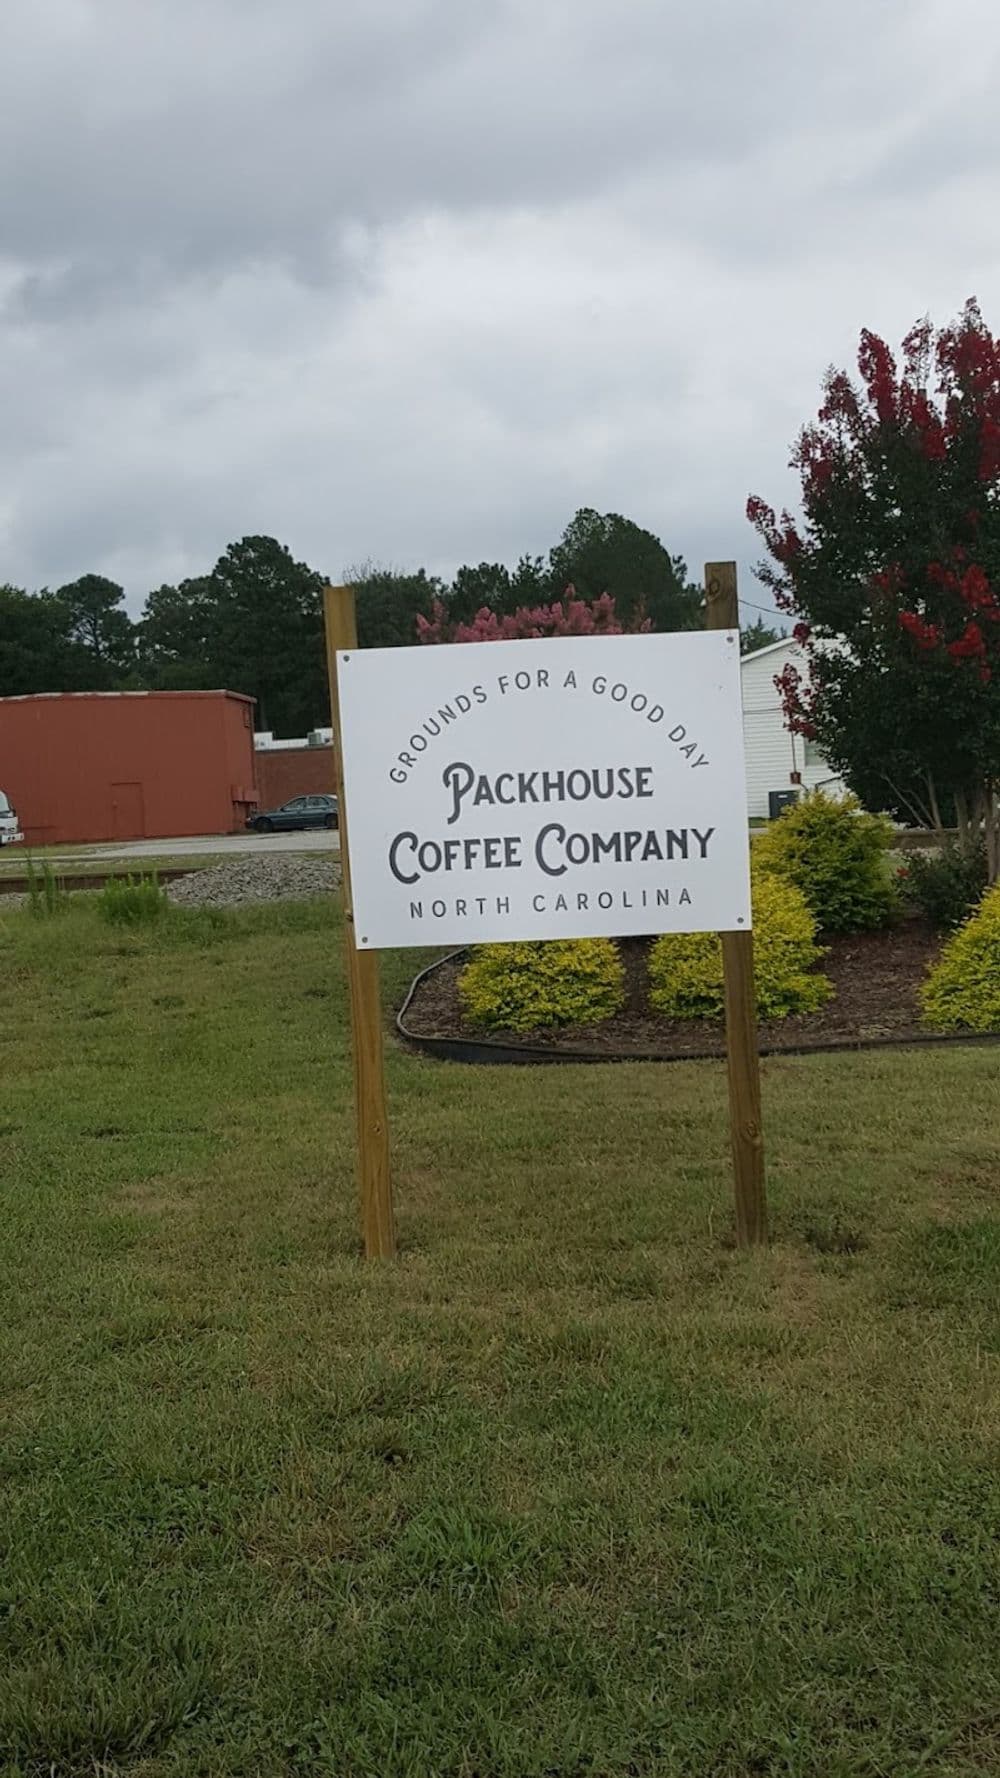 GROUNDS FOR A GOOD DAY
PACKHOUSE
COFFEE COMPANY
NORTH CAROLINA